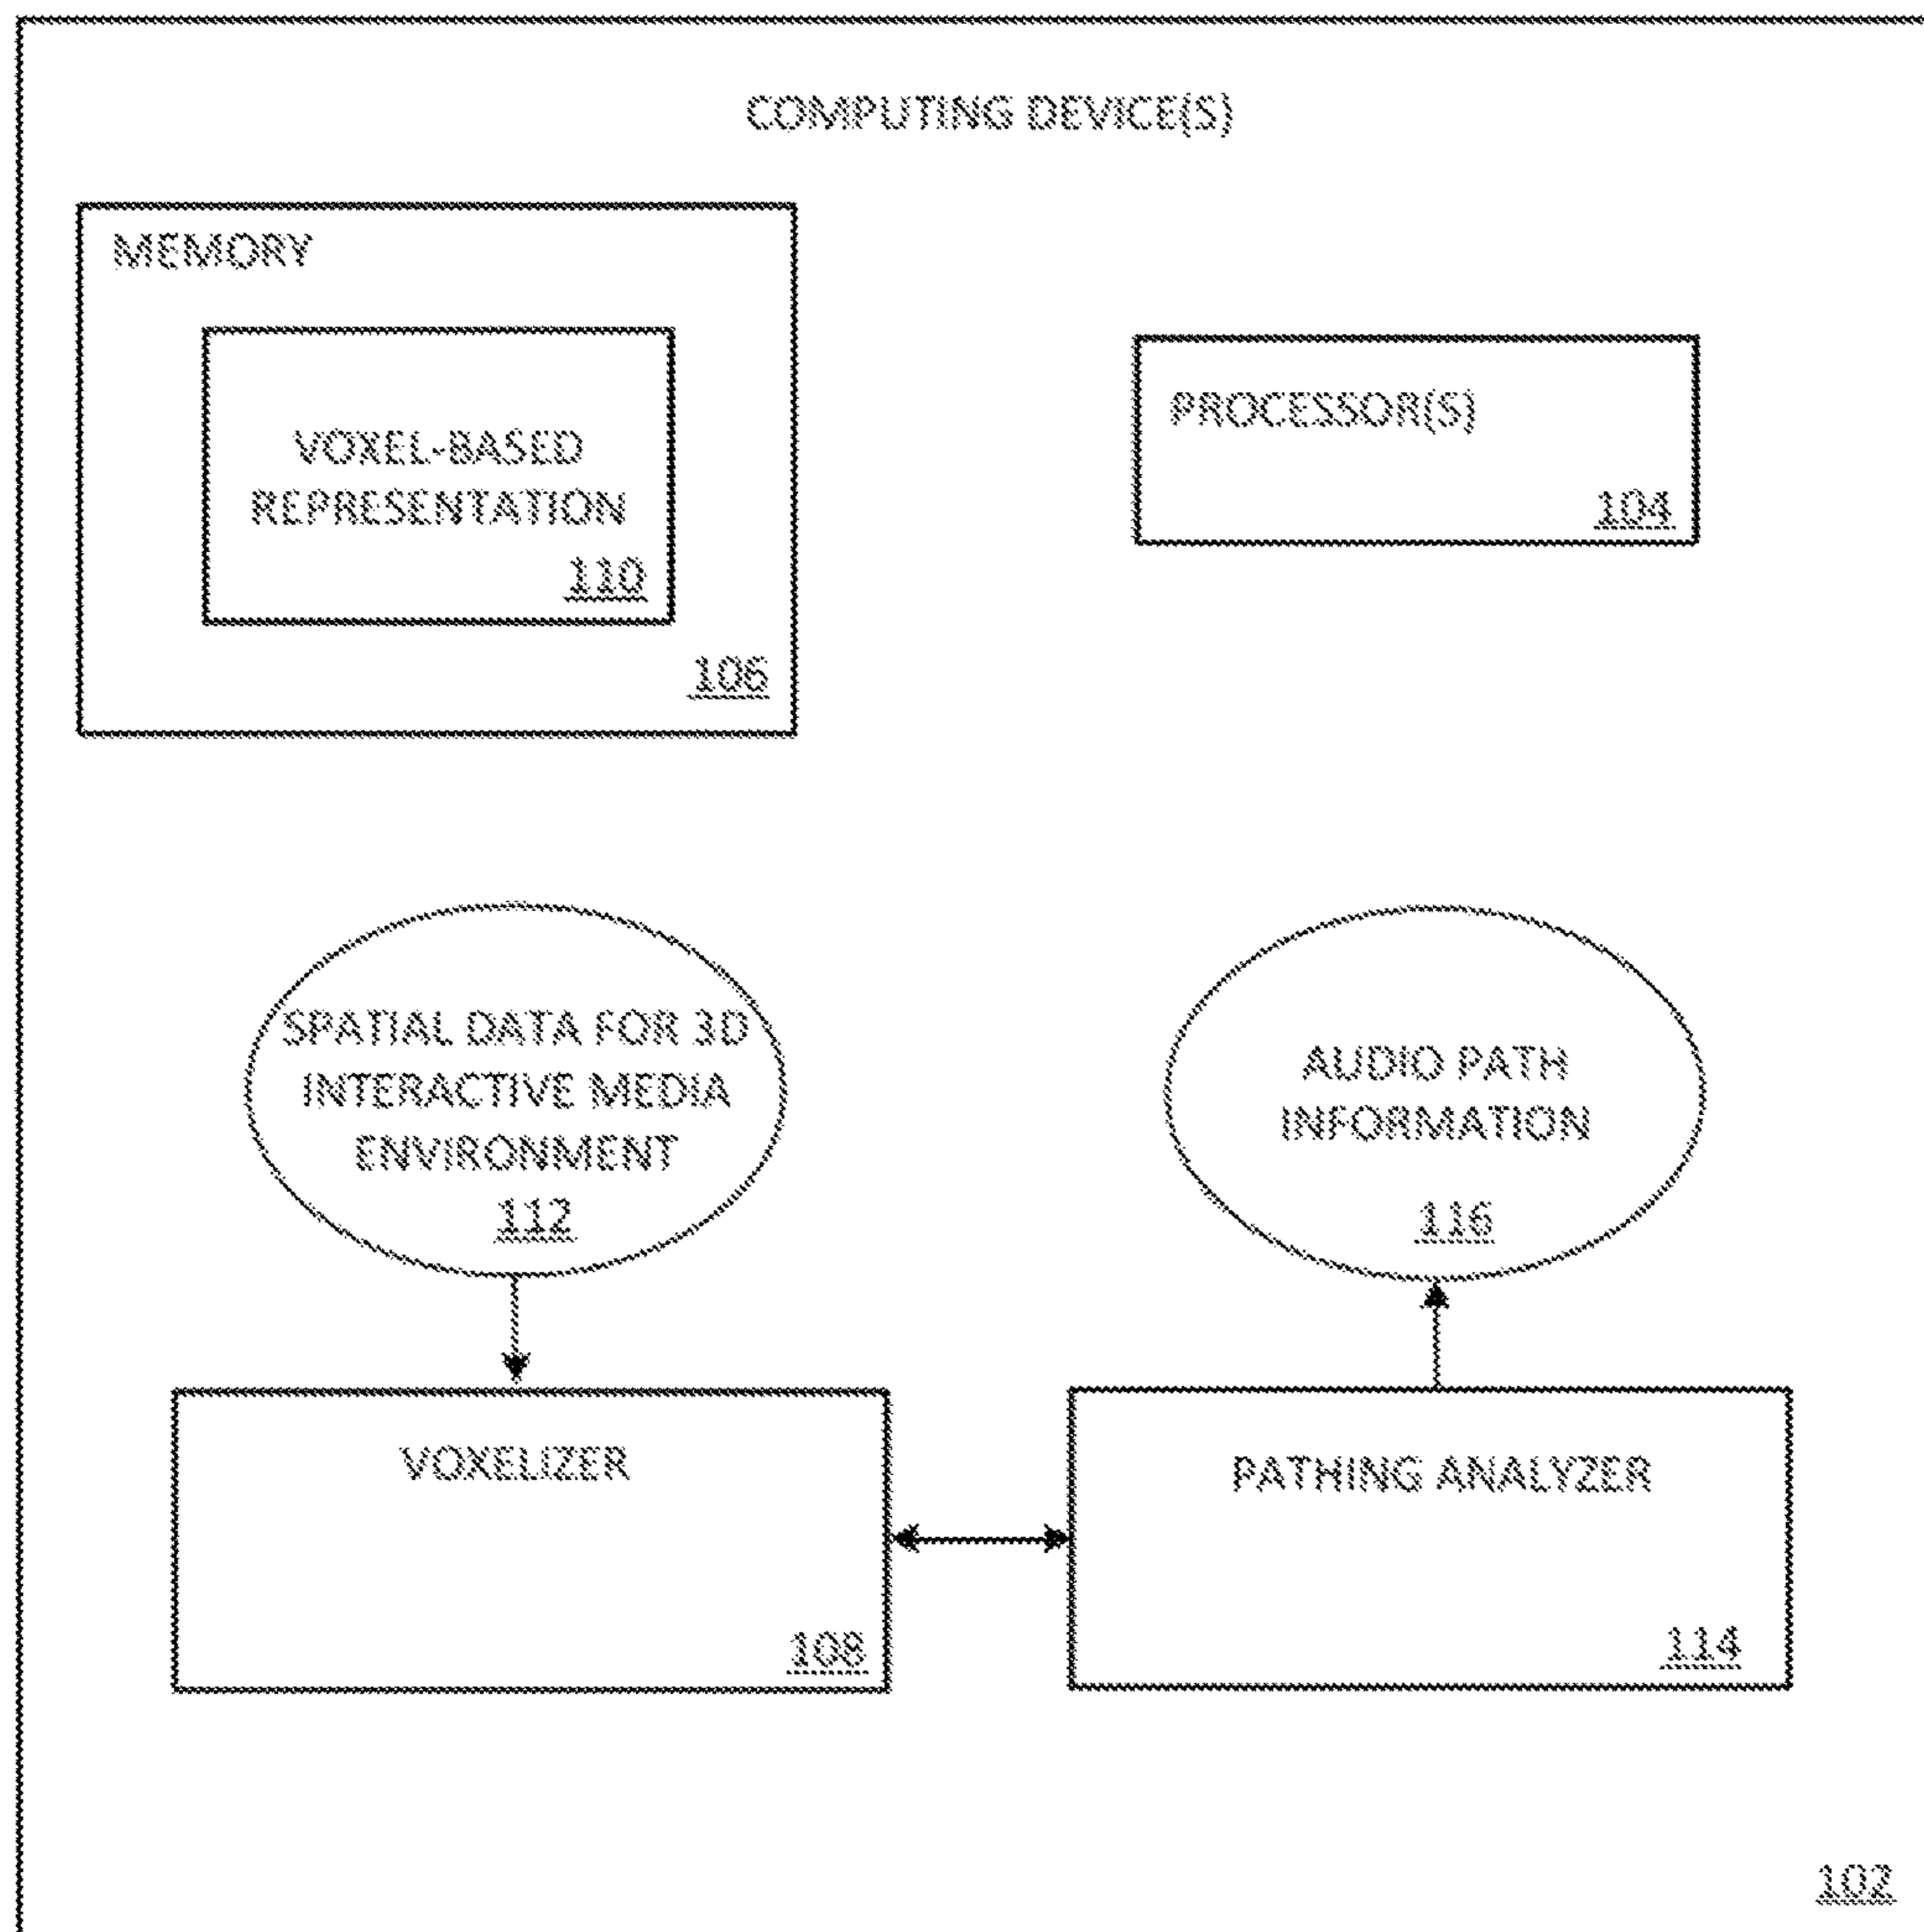 COMPUTING DEVICE(S)
MEMORY
VOXEL-BASED
REPRESENTATION
110
106
PROCESSOR(S)
104
SPATIAL DATA FOR 3D
INTERACTIVE MEDIA
ENVIRONMENT
112
AUDIO PATH
INFORMATION
116
VOXELIZER
108
PATHING ANALYZER
114
102